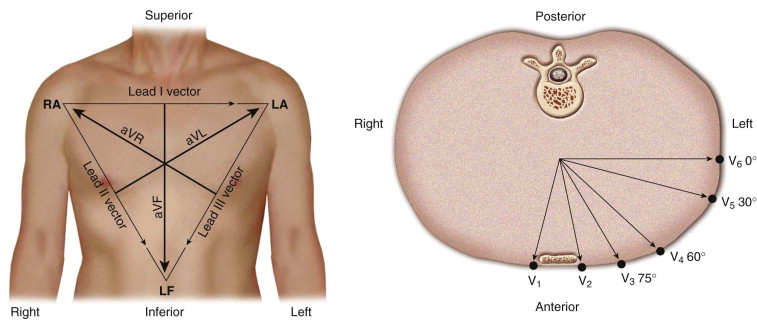 Superior
RA
Lead I vector
LA
aVR
aVL
Lead II vector
aVF
Lead III vector
LF
Right
Inferior
Left
Posterior
Right
Left
V6 0°
V5 30°
V4 60°
V3 75°
V2
V1
Anterior